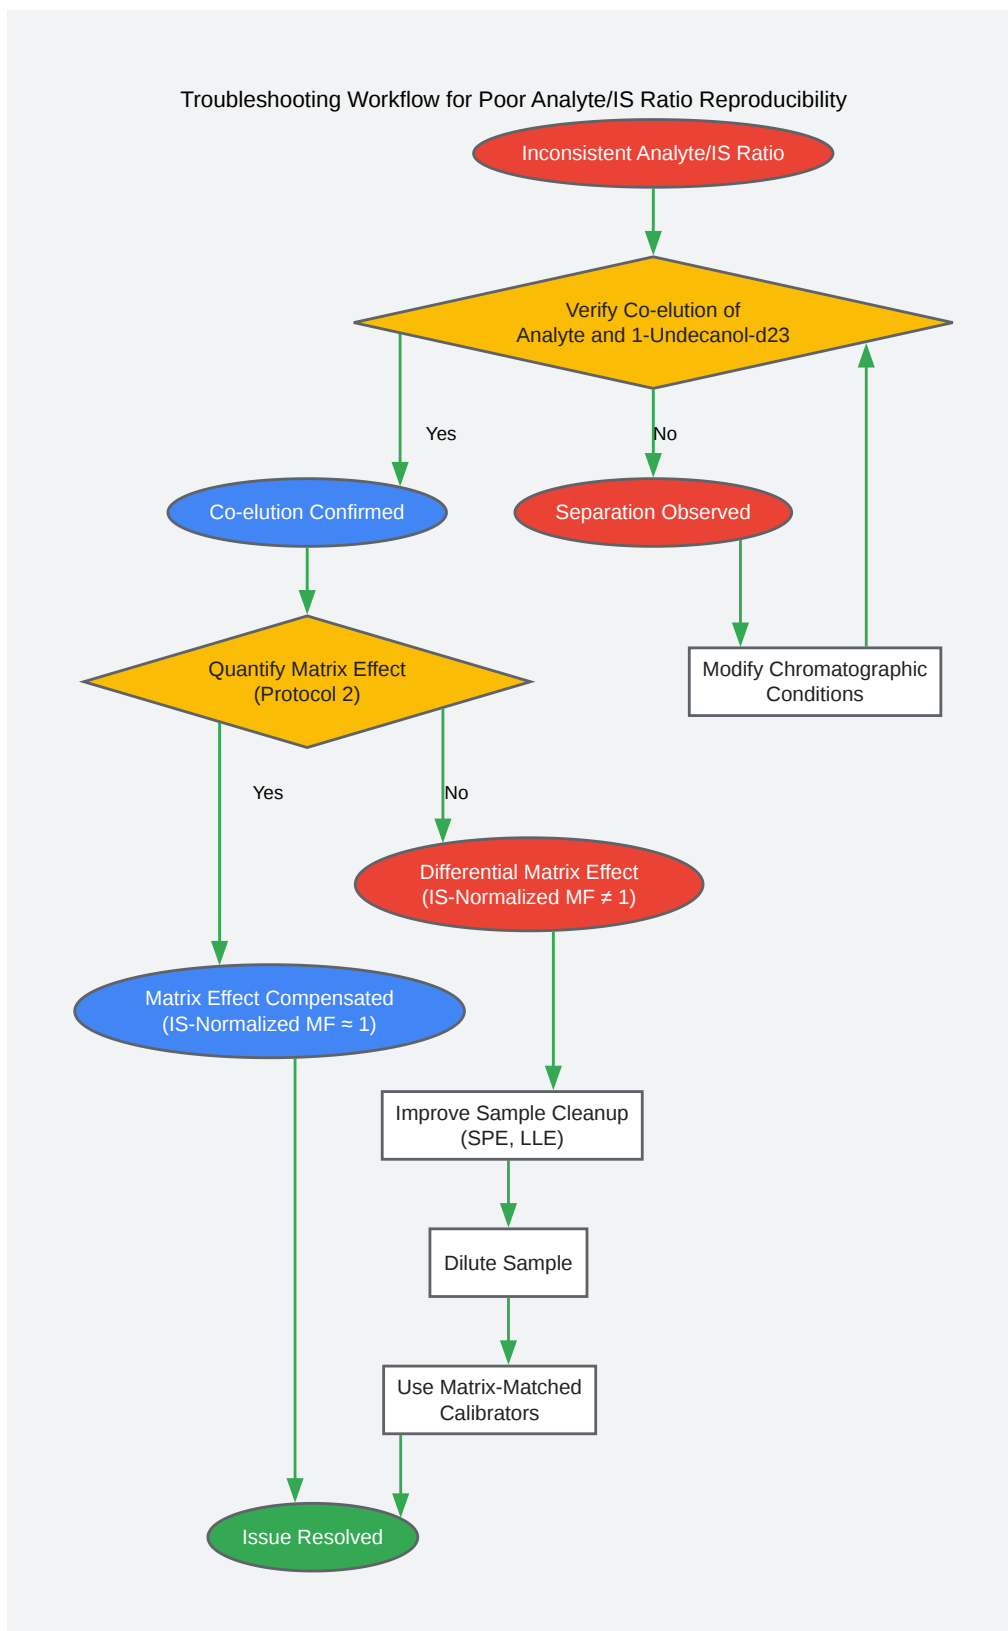 Troubleshooting Workflow for Poor Analyte/IS Ratio Reproducibility
Inconsistent Analyte/IS Ratio
Verify Co-elution of
Analyte and 1-Undecanol-d23
Yes
No
Co-elution Confirmed
Separation Observed
Quantify Matrix Effect
(Protocol 2)
Modify Chromatographic
Conditions
Yes
No
Differential Matrix Effect
(IS-Normalized MF ≠ 1)
Matrix Effect Compensated
(IS-Normalized MF ≈ 1)
Improve Sample Cleanup
(SPE, LLE)
Dilute Sample
Use Matrix-Matched
Calibrators
Issue Resolved